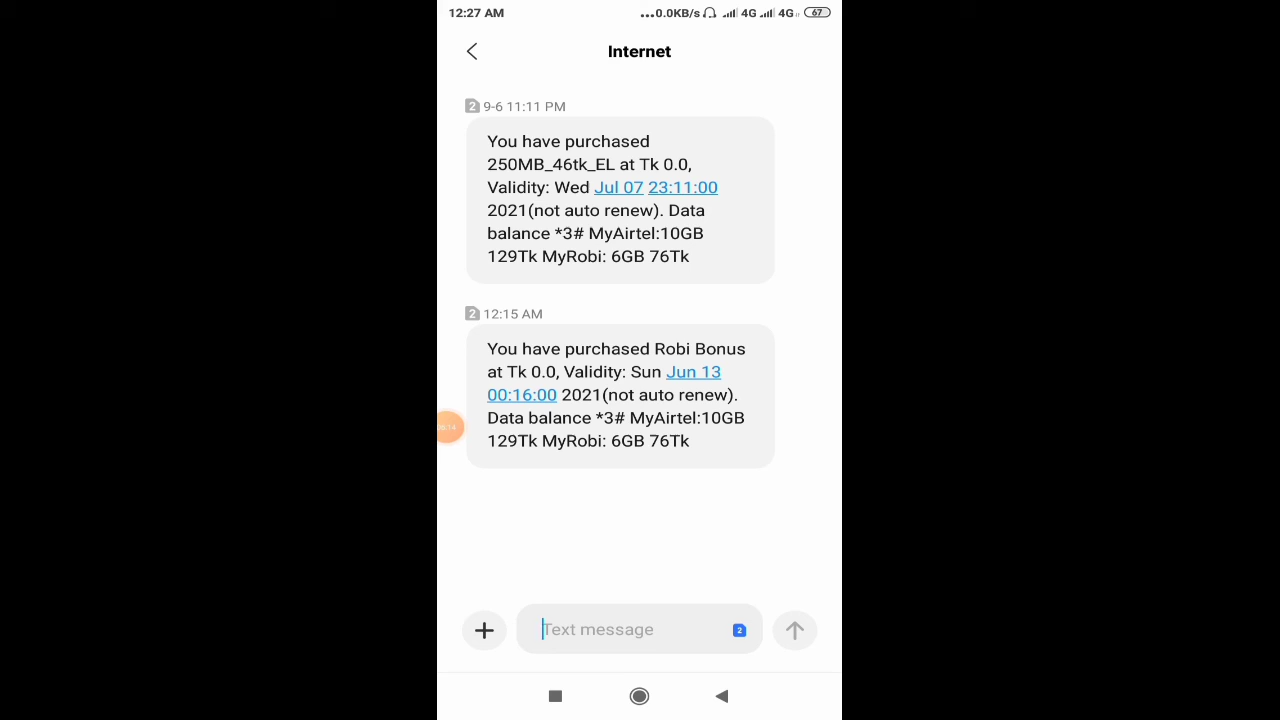 12:27 AM ...0.0KB/s 4G 4G 67
Internet
2 9-6 11:11 PM
You have purchased
250MB_46tk_EL at Tk 0.0,
Validity: Wed Jul 07 23:11:00
2021(not auto renew). Data
balance *3# MyAirtel:10GB
129Tk MyRobi: 6GB 76Tk
2 12:15 AM
You have purchased Robi Bonus
at Tk 0.0, Validity: Sun Jun 13
00:16:00 2021(not auto renew).
Data balance *3# MyAirtel:10GB
129Tk MyRobi: 6GB 76Tk
Text message 2